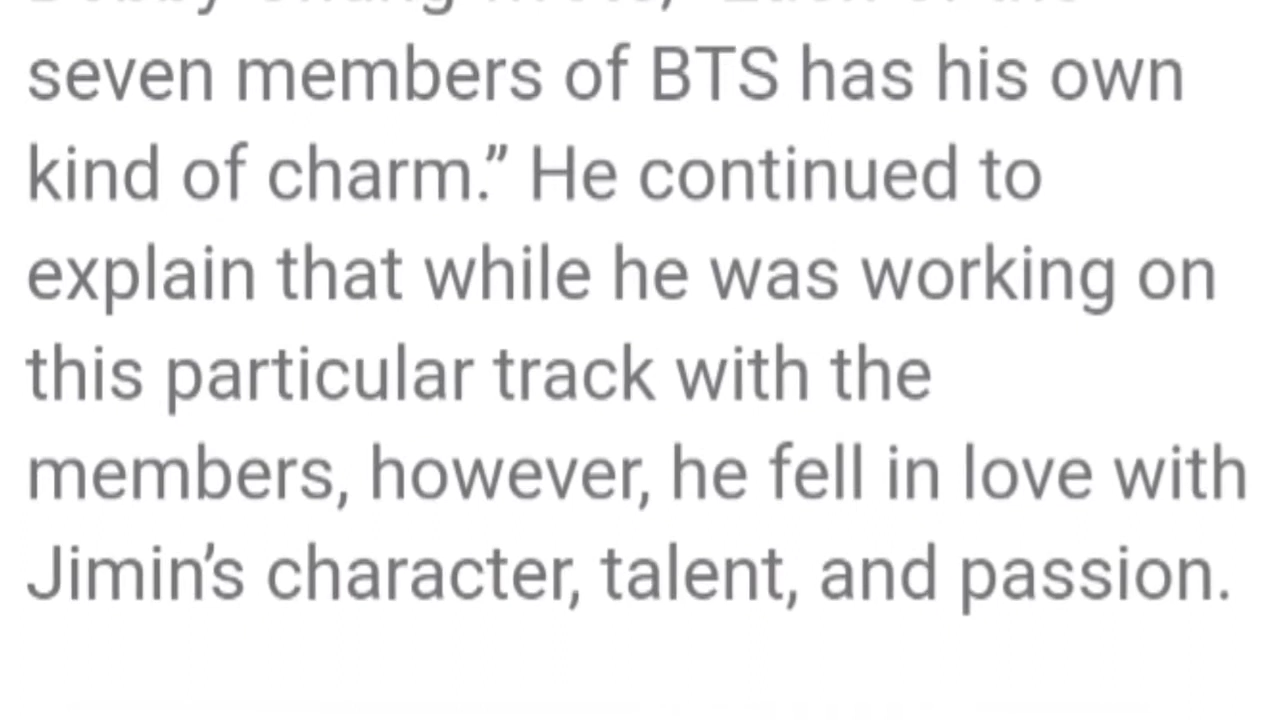 seven members of BTS has his own
kind of charm.” He continued to
explain that while he was working on
this particular track with the
members, however, he fell in love with
Jimin’s character, talent, and passion.